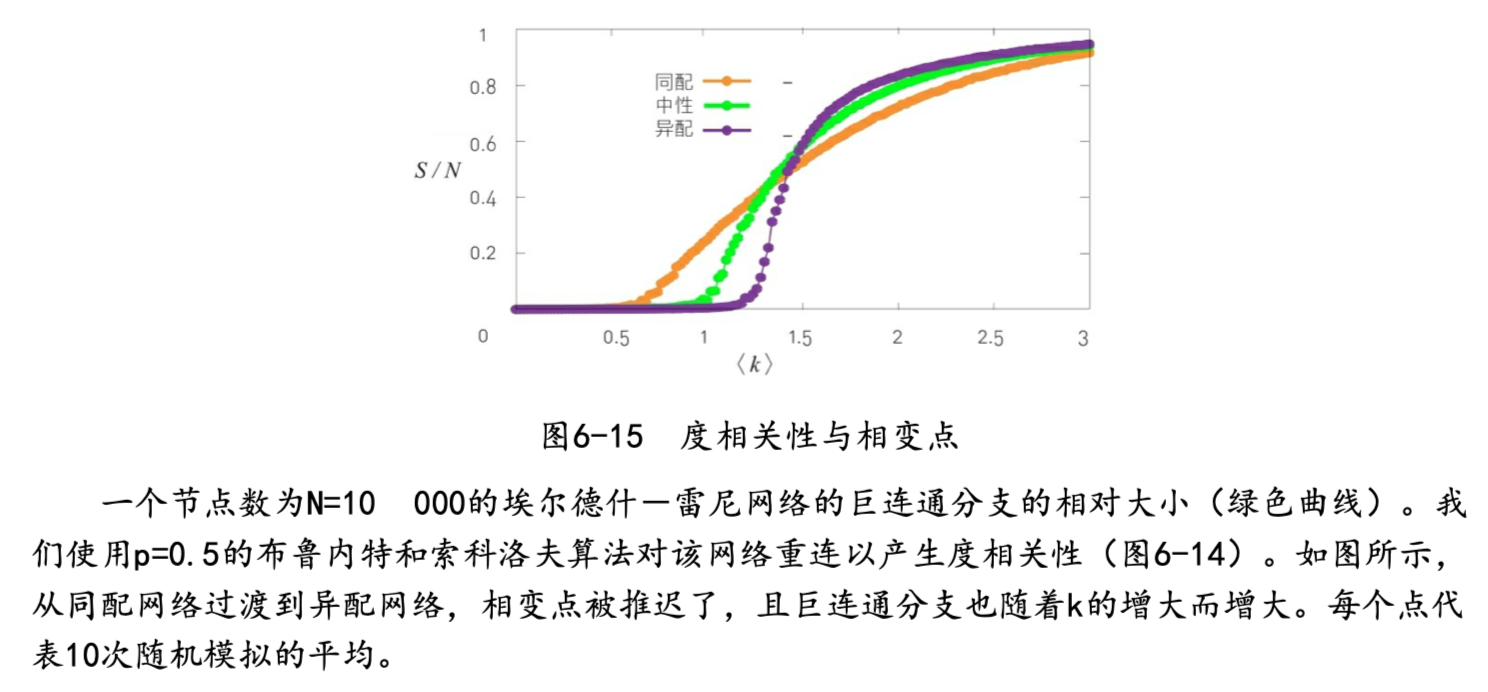 1
0.8
0.6
S/N
0.4
0.2
0
同配
中性
异配
0.5
1
1.5
2
2.5
3
〈k〉
图6-15 度相关性与相变点
一个节点数为N=10 000的埃尔德什－雷尼网络的巨连通分支的相对大小（绿色曲线）。我
们使用p=0.5的布鲁内特和索科洛夫算法对该网络重连以产生度相关性（图6-14）。如图所示，
从同配网络过渡到异配网络，相变点被推迟了，且巨连通分支也随着k的增大而增大。每个点代
表10次随机模拟的平均。